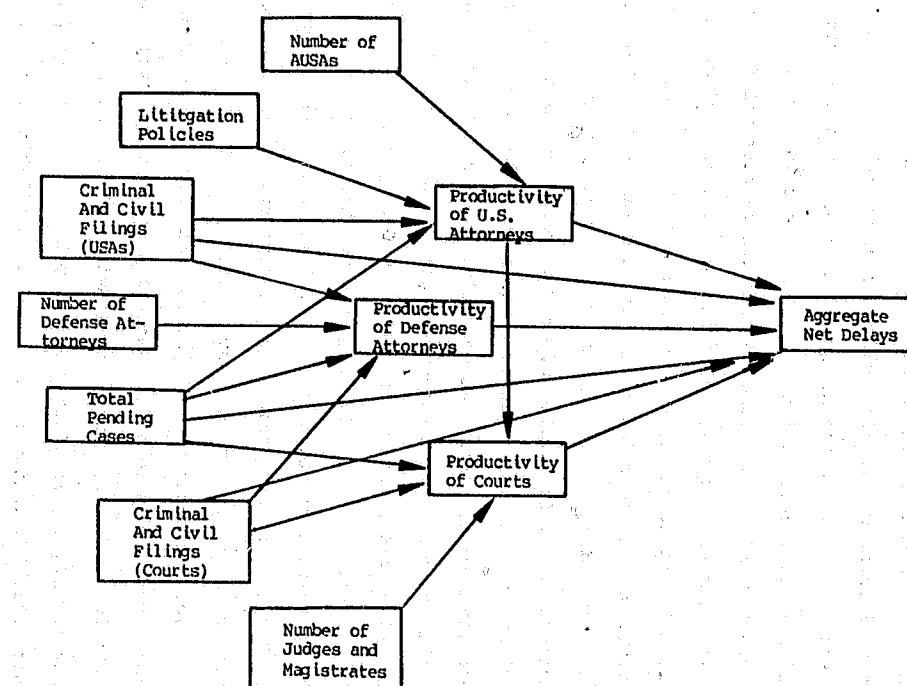 Number of
AUSAs
Lititgation
Policies
Criminal
And Civil
Filings
(USAs)
Productivity
of U.S.
Attorneys
Number of
Defense At-
torneys
Productivity
of Defense
Attorneys
Aggregate
Net Delays
Total
Pending
Cases
Productivity
of Courts
Criminal
And Civil
Filings
(Courts)
Number of
Judges and
Magistrates